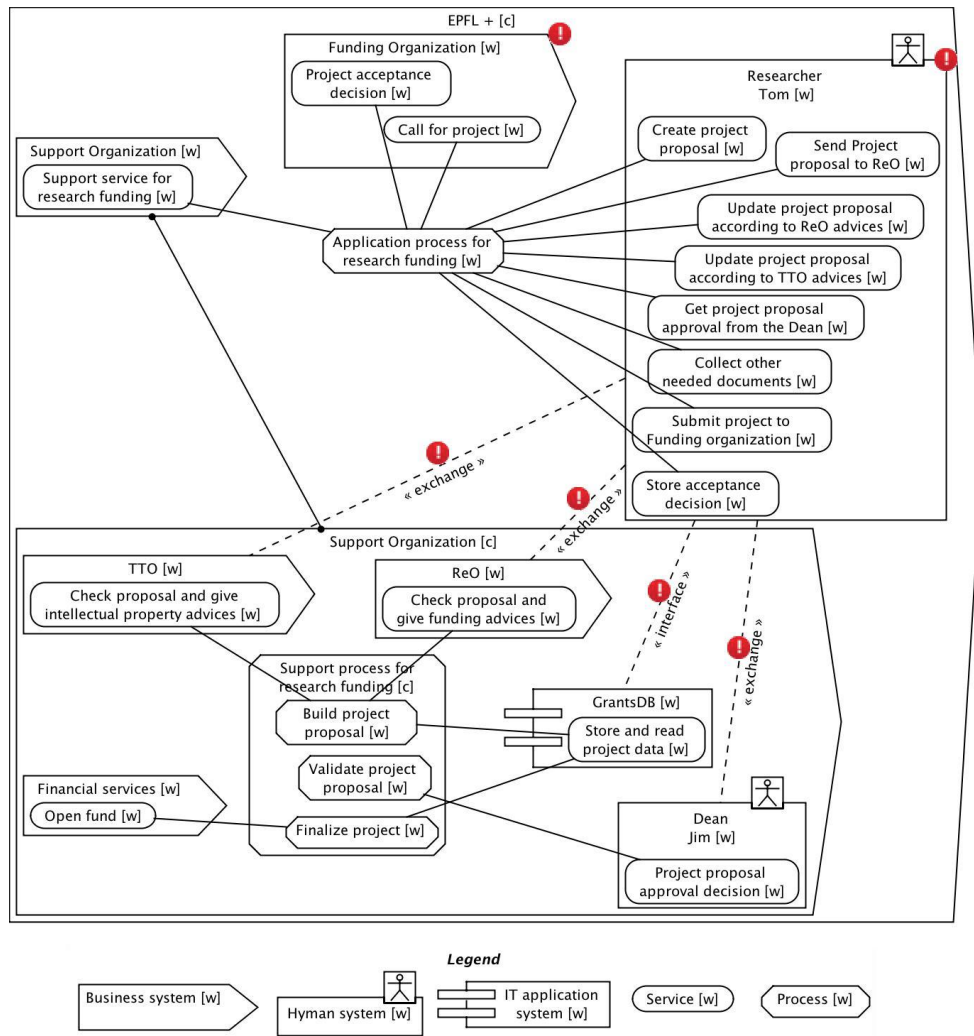 EPFL + [c]
Funding Organization [w]
Project acceptance
decision [w]
Call for project [w]
Researcher
Tom [w]
Create project
proposal [w]
Send Project
proposal to ReO [w]
Support Organization [w]
Support service for
research funding [w]
Update project proposal
according to ReO advices [w]
Application process for
research funding [w]
Update project proposal
according to TTO advices [w]
Get project proposal
approval from the Dean [w]
Collect other
needed documents [w]
Submit project to
Funding organization [w]
Store acceptance
decision [w]
« exchange »
« exchange »
« interface »
« exchange »
Support Organization [c]
TTO [w]
Check proposal and give
intellectual property advices [w]
ReO [w]
Check proposal and
give funding advices [w]
Support process for
research funding [c]
Build project
proposal [w]
Validate project
proposal [w]
Finalize project [w]
GrantsDB [w]
Store and read
project data [w]
Financial services [w]
Open fund [w]
Dean
Jim [w]
Project proposal
approval decision [w]
Legend
Business system [w]
Hyman system [w]
IT application
system [w]
Service [w]
Process [w]